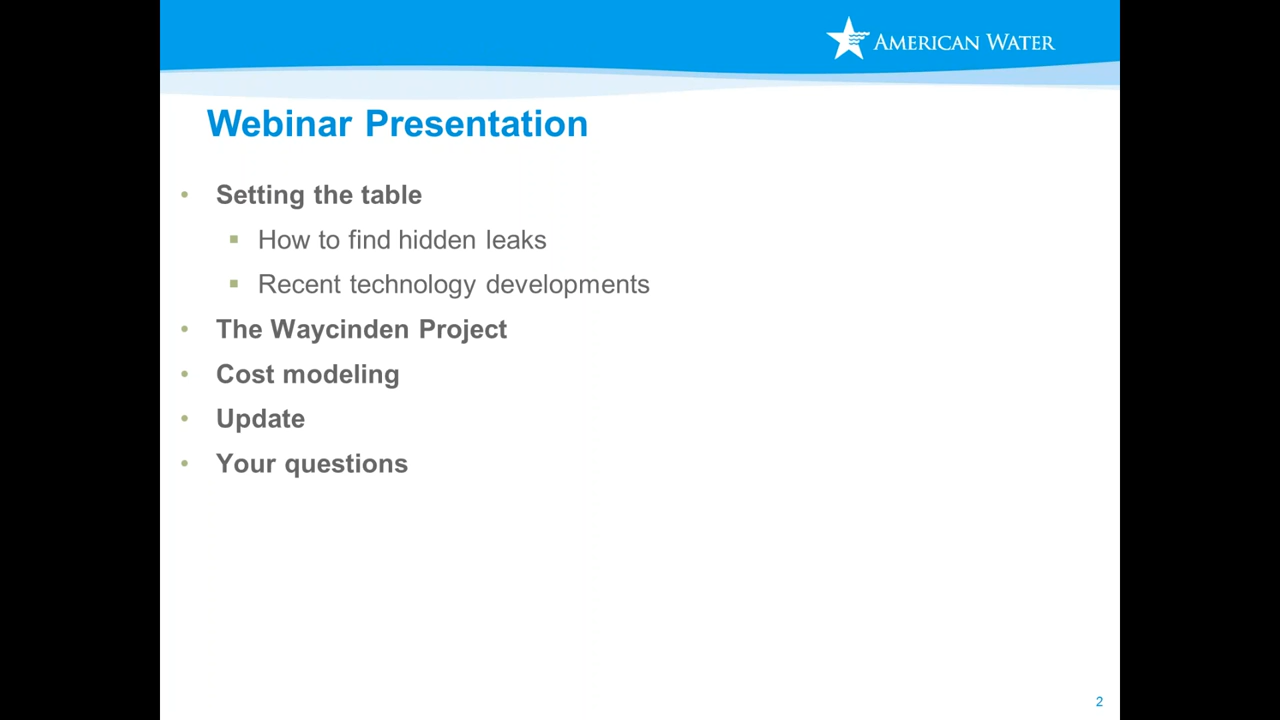 AMERICAN WATER
Webinar Presentation
• Setting the table
▪ How to find hidden leaks
▪ Recent technology developments
• The Waycinden Project
• Cost modeling
• Update
• Your questions
2